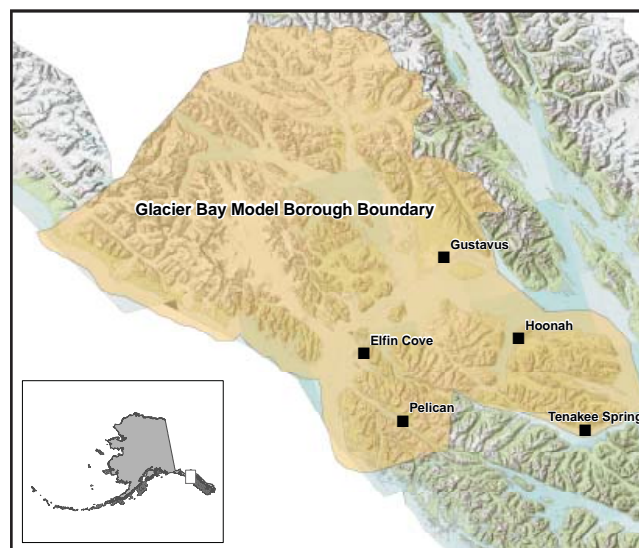 Glacier Bay Model Borough Boundary
Gustavus
Hoonah
Elfin Cove
Pelican
Tenakee Spring